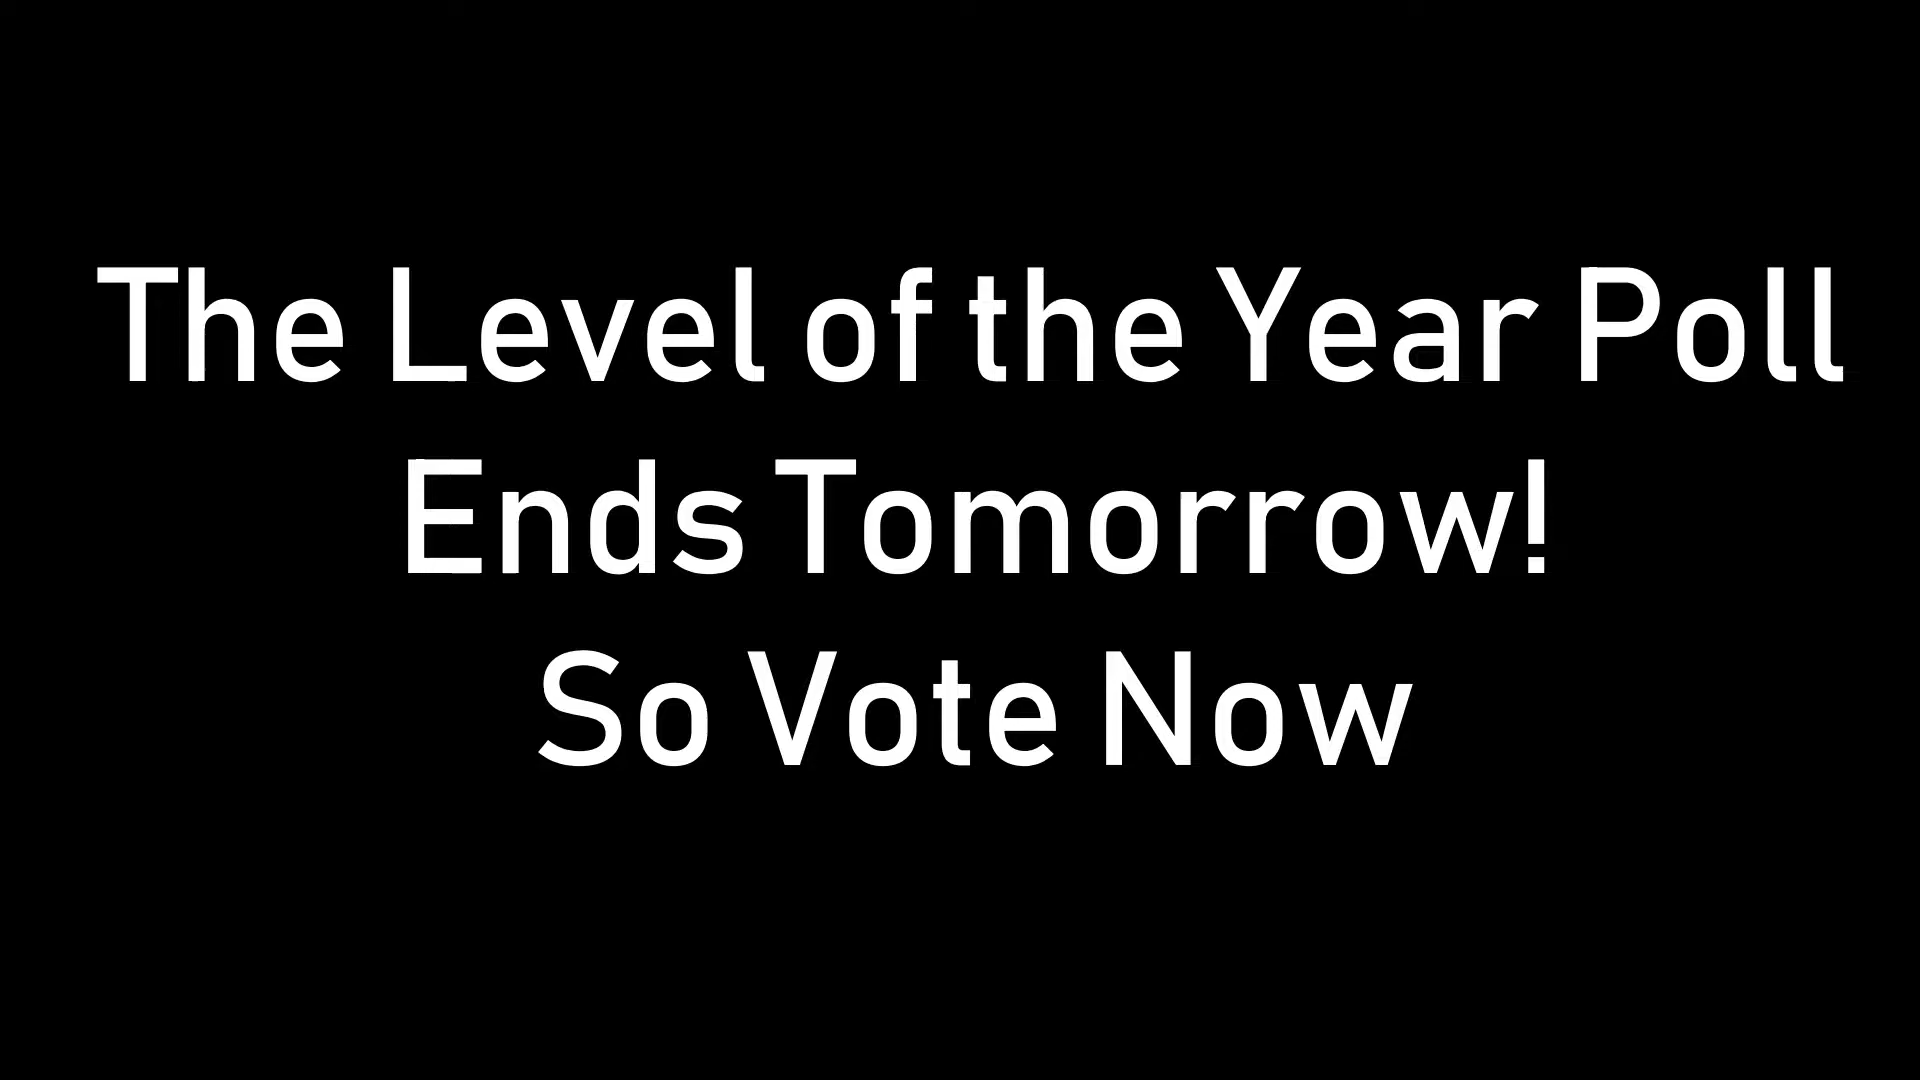 The Level of the Year Poll
Ends Tomorrow!
So Vote Now